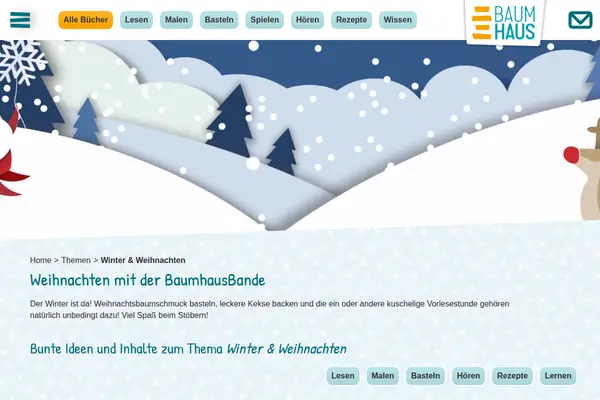 Alle Bücher Lesen Malen Basteln Spielen Hören Rezepte Wissen
BAUM
HAUS
Home > Themen > Winter & Weihnachten
Weihnachten mit der BaumhausBande
Der Winter ist da! Weihnachtsbaumschmuck basteln, leckere Kekse backen und die ein oder andere kuschelige Vorlesestunde gehören
natürlich unbedingt dazu! Viel Spaß beim Stöbern!
Bunte Ideen und Inhalte zum Thema Winter & Weihnachten
Lesen Malen Basteln Hören Rezepte Lernen